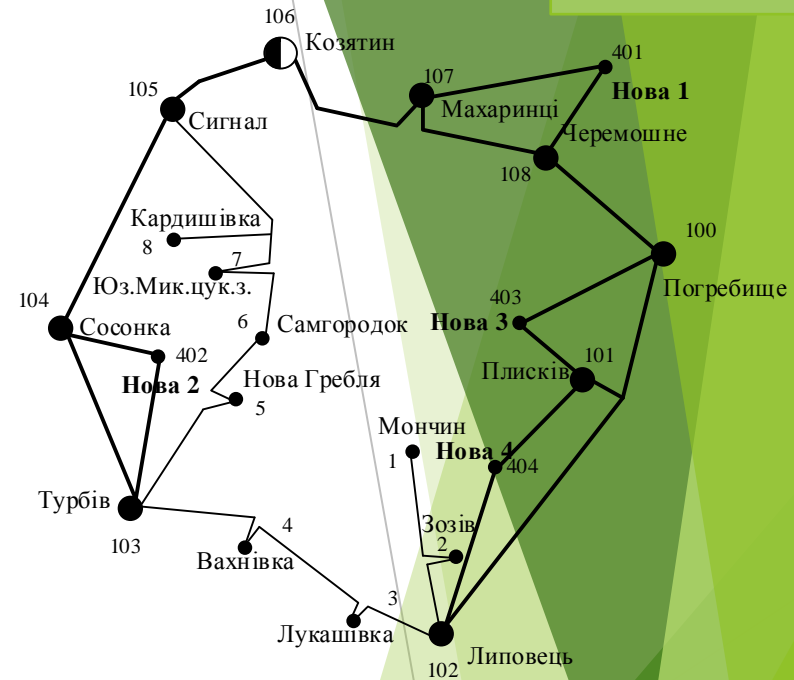 106
Козятин
107
Махаринці
401
Нова 1
Черемошне
108
105
Сигнал
Кардишівка
8
7
Юз.Мик.цук.з.
100
Погребище
104
Сосонка
402
Нова 2
6
Самгородок
403
Нова 3
101
Плисків
Нова Гребля
5
Мончин
1
Нова 4
404
Турбів
103
4
Вахнівка
Зозів
2
3
Лукашівка
102
Липовець